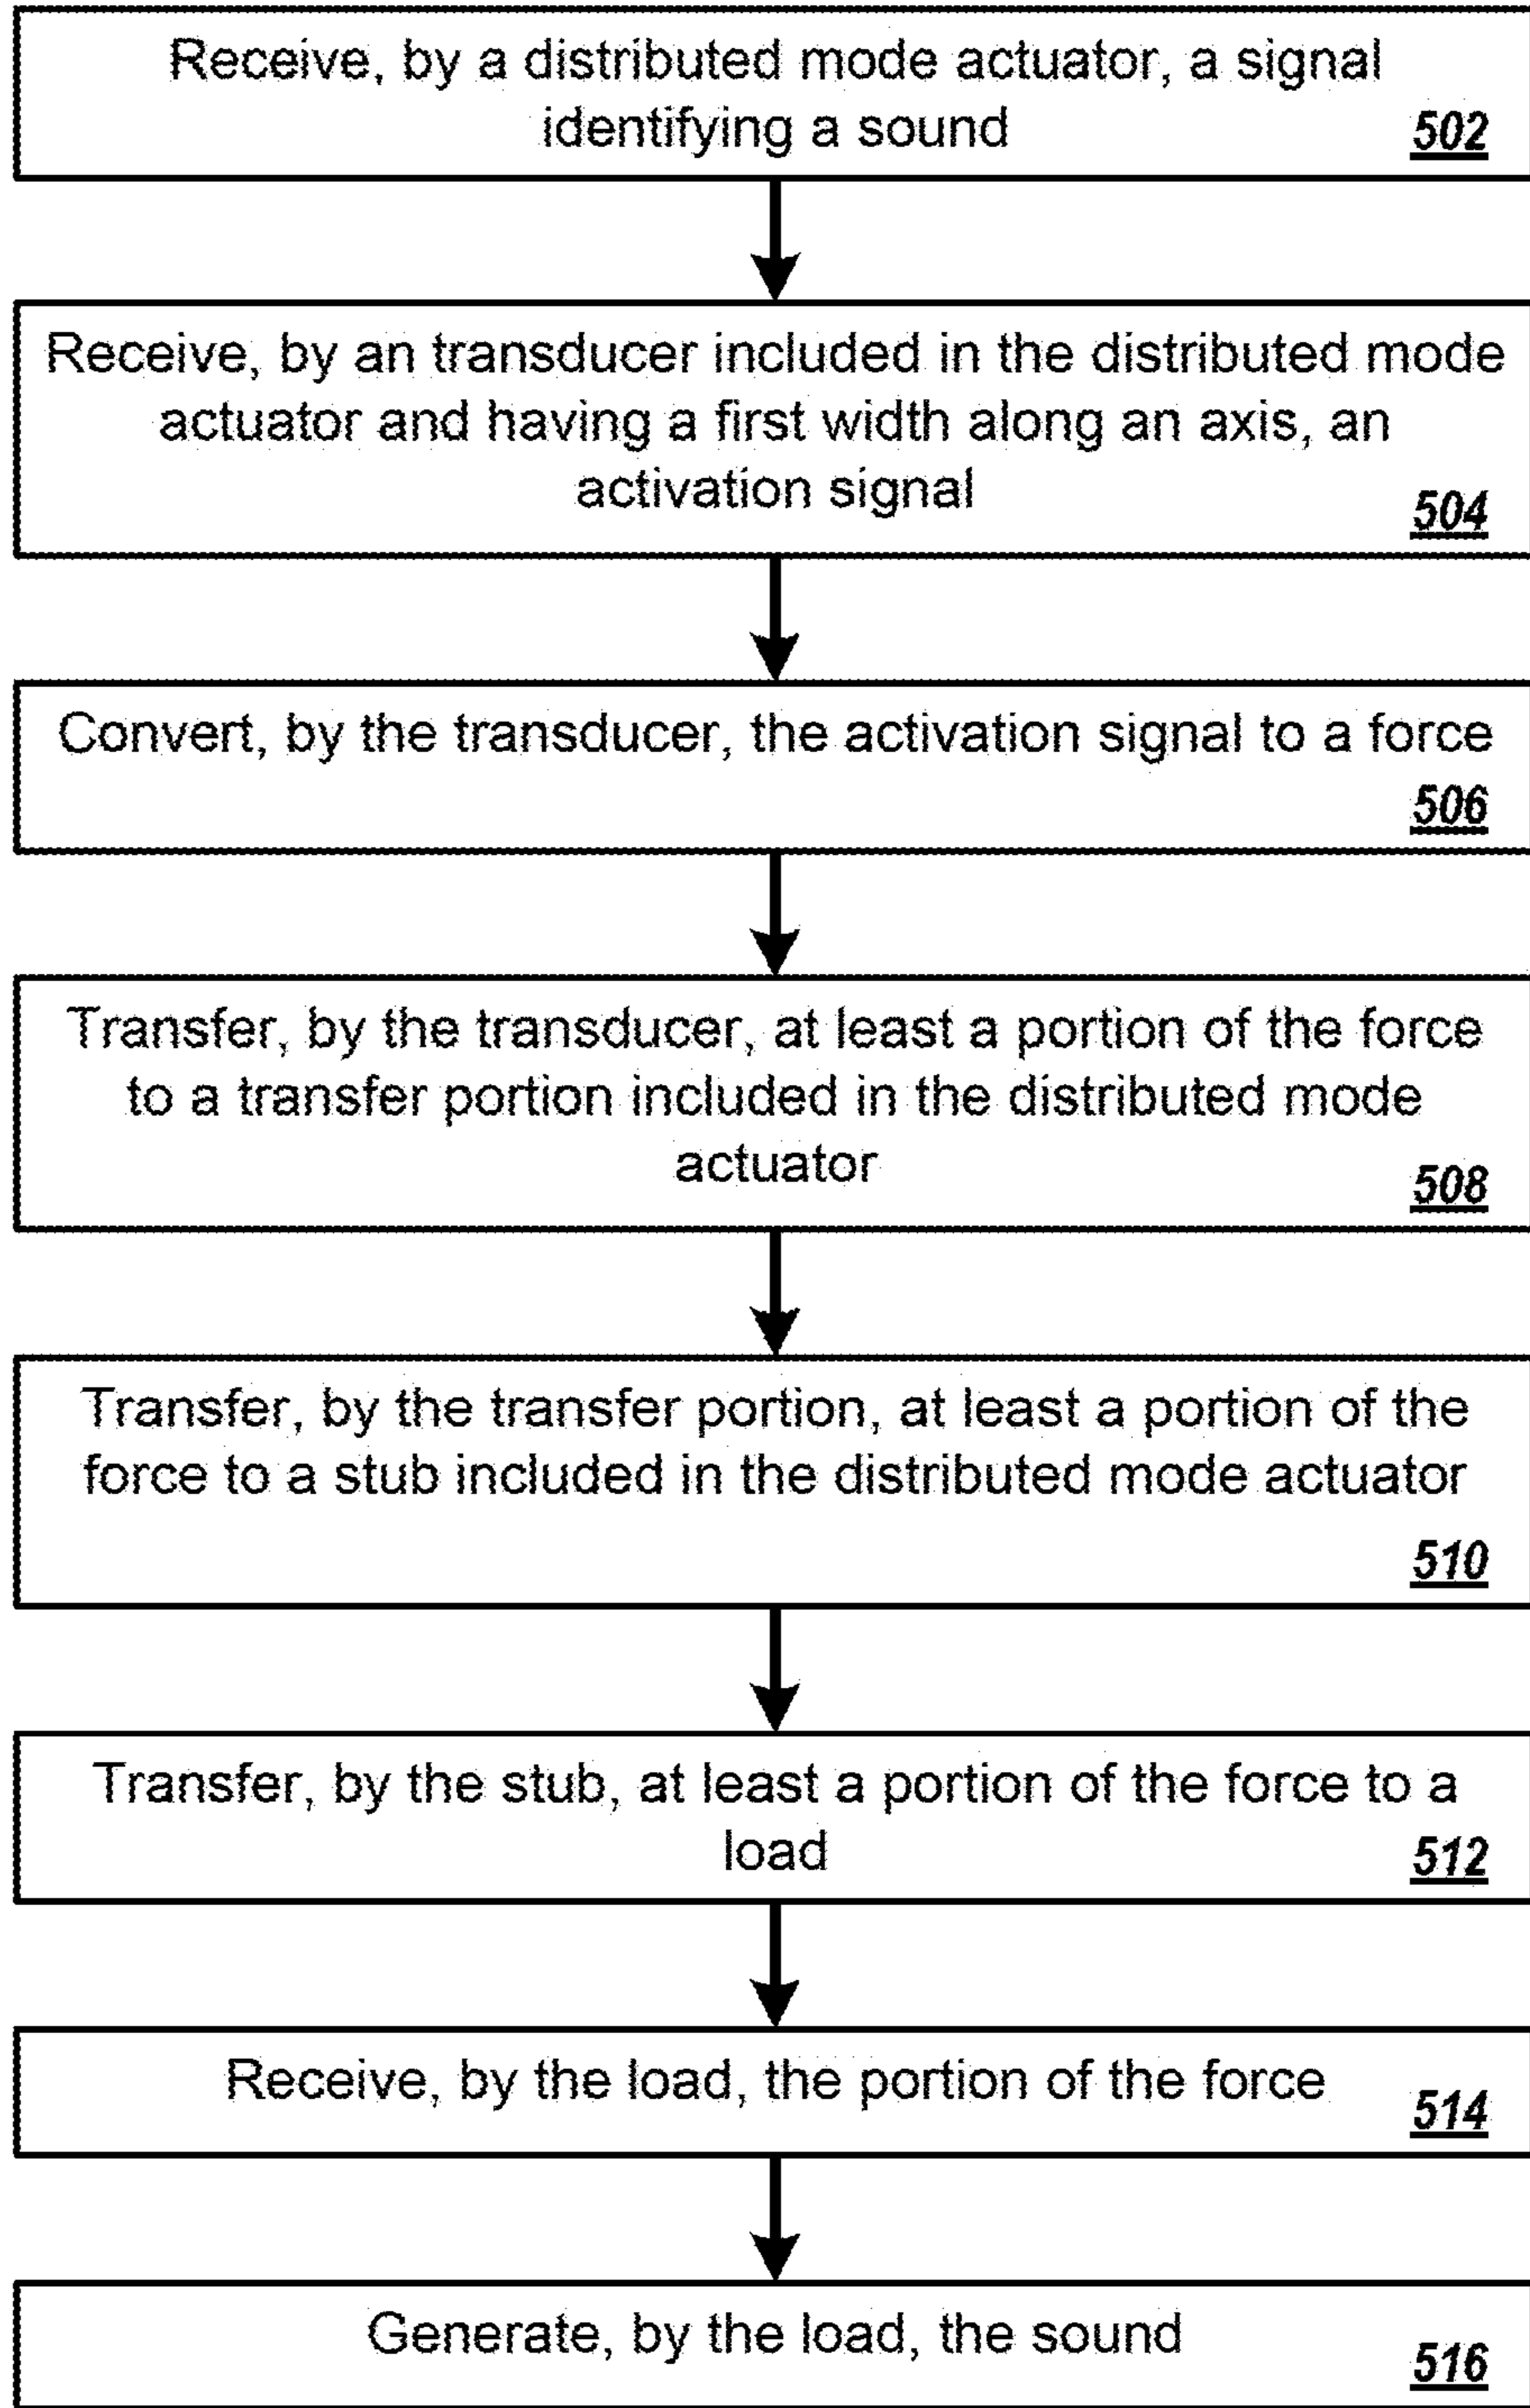 Receive, by a distributed mode actuator, a signal
identifying a sound
502
Receive, by an transducer included in the distributed mode
actuator and having a first width along an axis, an
activation signal
504
Convert, by the transducer, the activation signal to a force
506
Transfer, by the transducer, at least a portion of the force
to a transfer portion included in the distributed mode
actuator
508
Transfer, by the transfer portion, at least a portion of the
force to a stub included in the distributed mode actuator
510
Transfer, by the stub, at least a portion of the force to a
load
512
Receive, by the load, the portion of the force
514
Generate, by the load, the sound
516